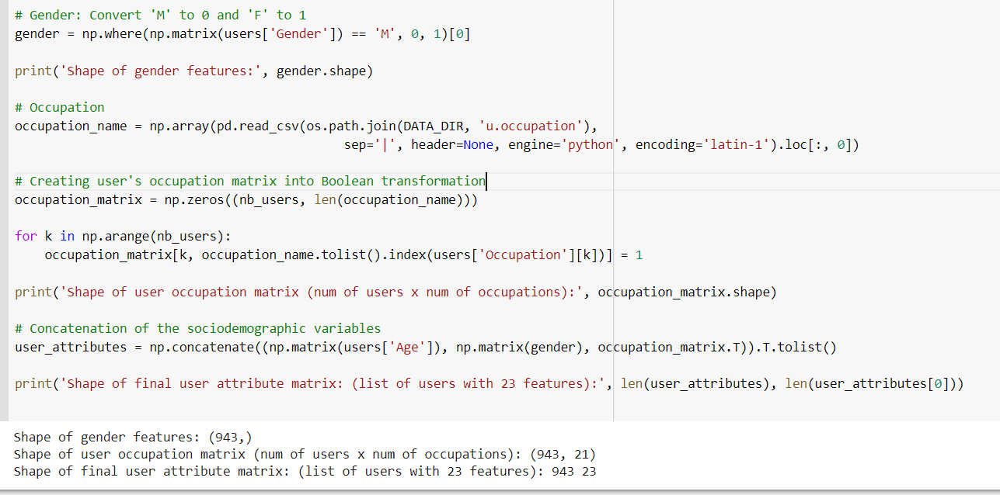 # Gender: Convert 'M' to 0 and 'F' to 1
gender = np.where(np.matrix(users['Gender']) == 'M', 0, 1)[0]
print('Shape of gender features:', gender.shape)
# Occupation
occupation_name = np.array(pd.read_csv(os.path.join(DATA_DIR, 'u.occupation'),
sep='|', header=None, engine='python', encoding='latin-1').loc[:, 0])
# Creating user's occupation matrix into Boolean transformation
occupation_matrix = np.zeros((nb_users, len(occupation_name)))
for k in np.arange(nb_users):
occupation_matrix[k, occupation_name.tolist().index(users['Occupation'][k])] = 1
print('Shape of user occupation matrix (num of users x num of occupations):', occupation_matrix.shape)
# Concatenation of the sociodemographic variables
user_attributes = np.concatenate((np.matrix(users['Age']), np.matrix(gender), occupation_matrix.T)).T.tolist()
print('Shape of final user attribute matrix: (list of users with 23 features):', len(user_attributes), len(user_attributes[0]))
Shape of gender features: (943,)
Shape of user occupation matrix (num of users x num of occupations): (943, 21)
Shape of final user attribute matrix: (list of users with 23 features): 943 23